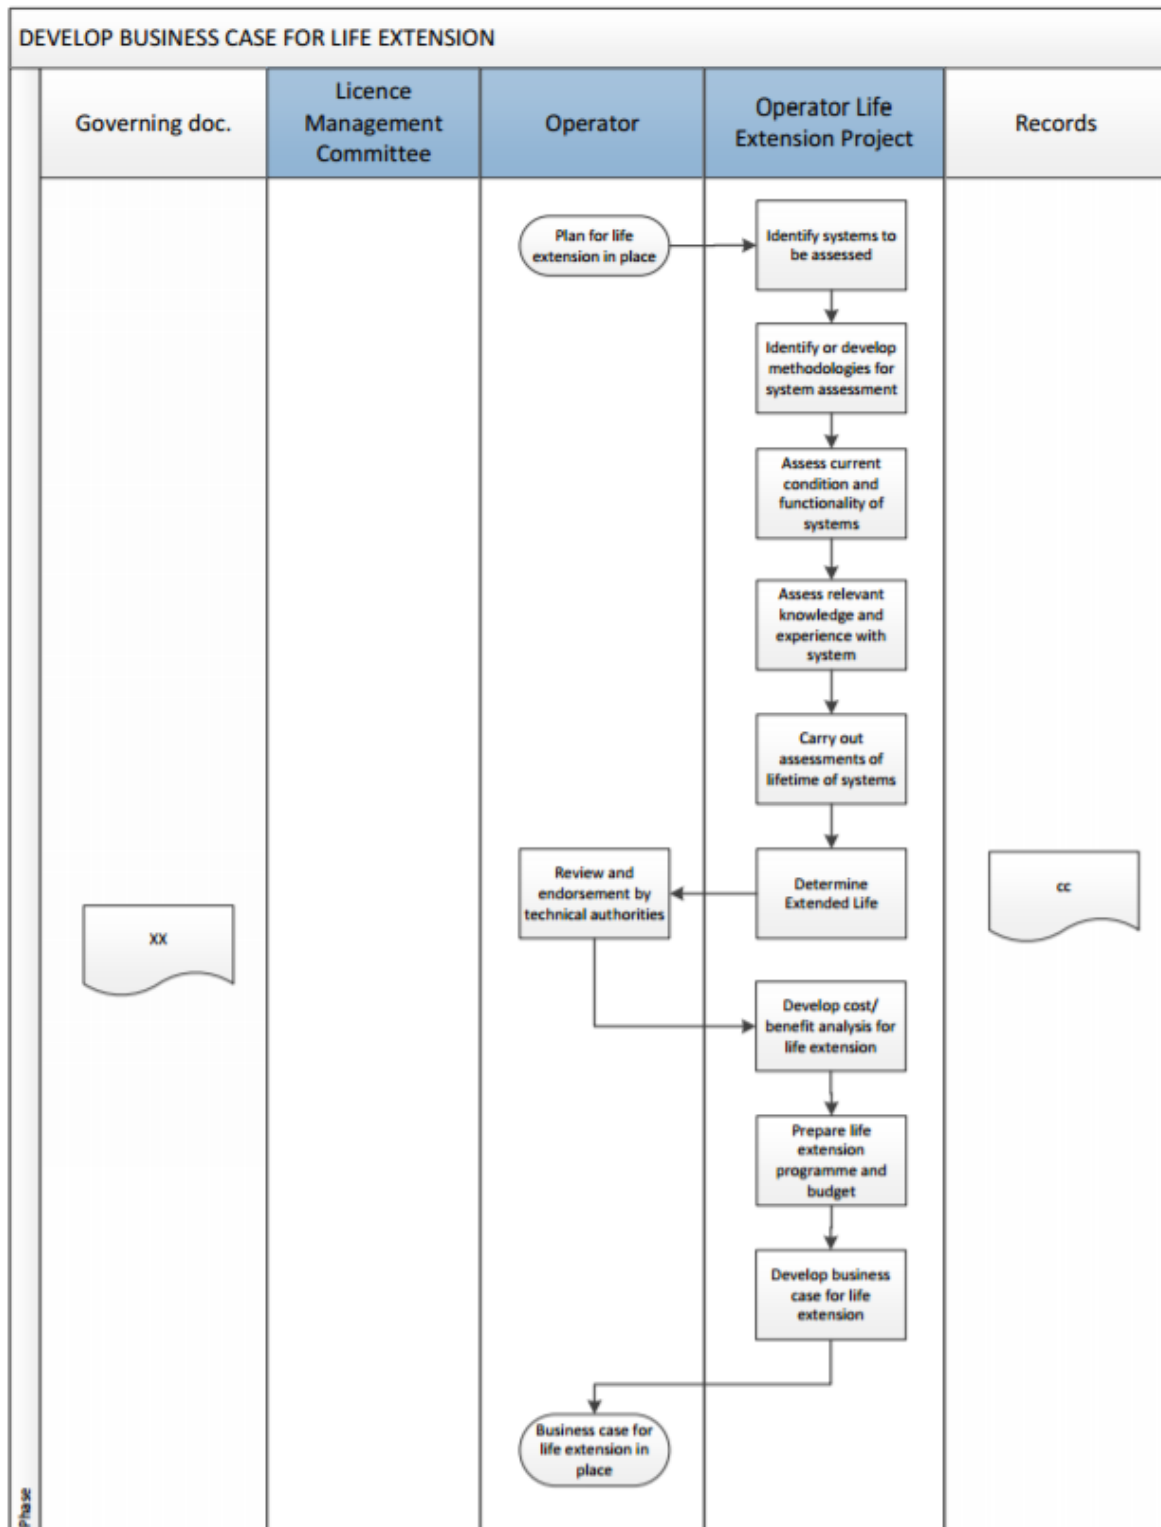 DEVELOP BUSINESS CASE FOR LIFE EXTENSION
Governing doc.
Licence
Management
Committee
Operator
Operator Life
Extension Project
Records
Plan for life
extension in place
Identify systems to
be assessed
Identify or develop
methodologies for
system assessment
Assess current
condition and
functionality of
systems
Assess relevant
knowledge and
experience with
system
Carry out
assessments of
lifetime of systems
Review and
endorsement by
technical authorities
Determine
Extended Life
cc
XX
Develop cost/
benefit analysis for
life extension
Prepare life
extension
programme and
budget
Develop business
case for life
extension
Business case for
life extension in
place
Phase